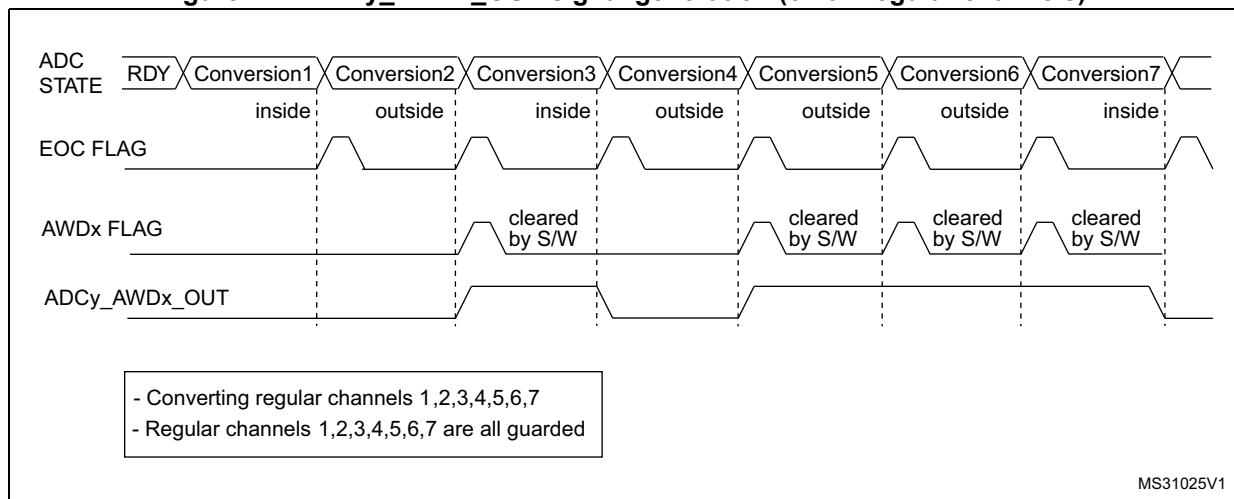 ADC STATE
RDY Conversion1 Conversion2 Conversion3 Conversion4 Conversion5 Conversion6 Conversion7
inside outside inside outside outside outside inside
EOC FLAG
AWDx FLAG
cleared by S/W
cleared by S/W
cleared by S/W
cleared by S/W
ADCy_AWDx_OUT
- Converting regular channels 1,2,3,4,5,6,7
- Regular channels 1,2,3,4,5,6,7 are all guarded
MS31025V1